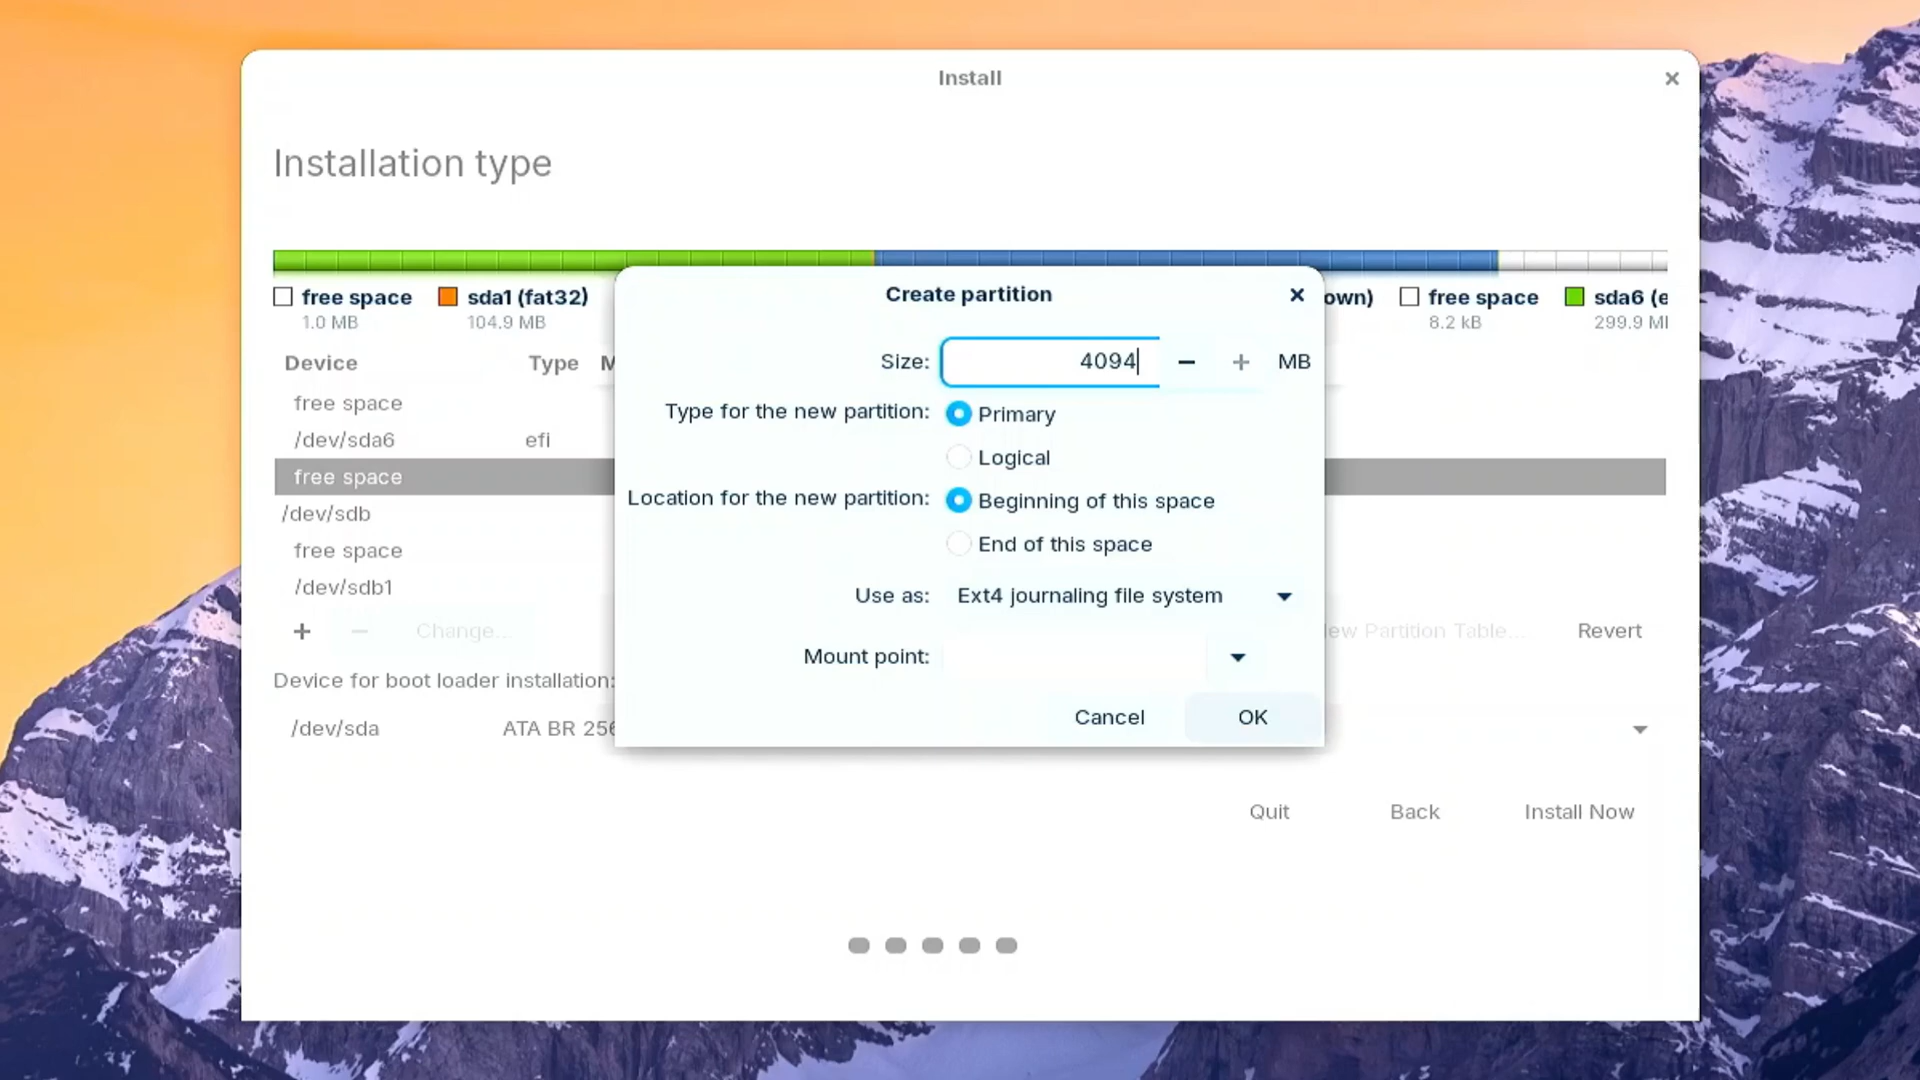 Install
×
Installation type
free space
sda1 (fat32)
own)
free space
sda6 (e
1.0 MB
104.9 MB
8.2 kB
299.9 MI
Device
Type
M
free space
/dev/sda6
efi
free space
/dev/sdb
free space
/dev/sdb1
+
−
Change...
ew Partition Table...
Revert
Device for boot loader installation:
/dev/sda
ATA BR 256
Quit
Back
Install Now
Create partition
×
Size:
4094
−
+
MB
Type for the new partition:
Primary
Logical
Location for the new partition:
Beginning of this space
End of this space
Use as:
Ext4 journaling file system
Mount point:
Cancel
OK